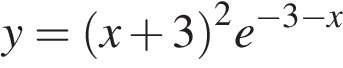 y = (x + 3)^2 e^{-3-x}